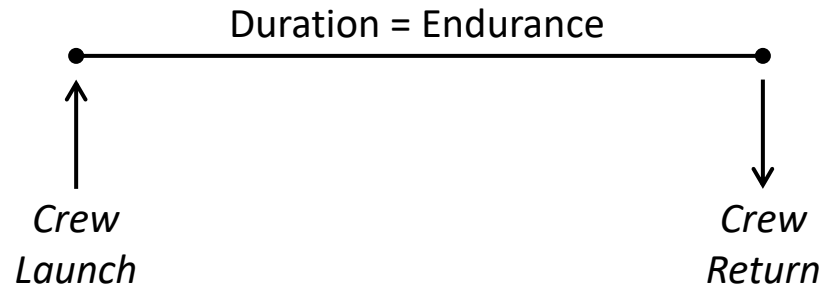 Duration = Endurance
Crew
Launch
Crew
Return